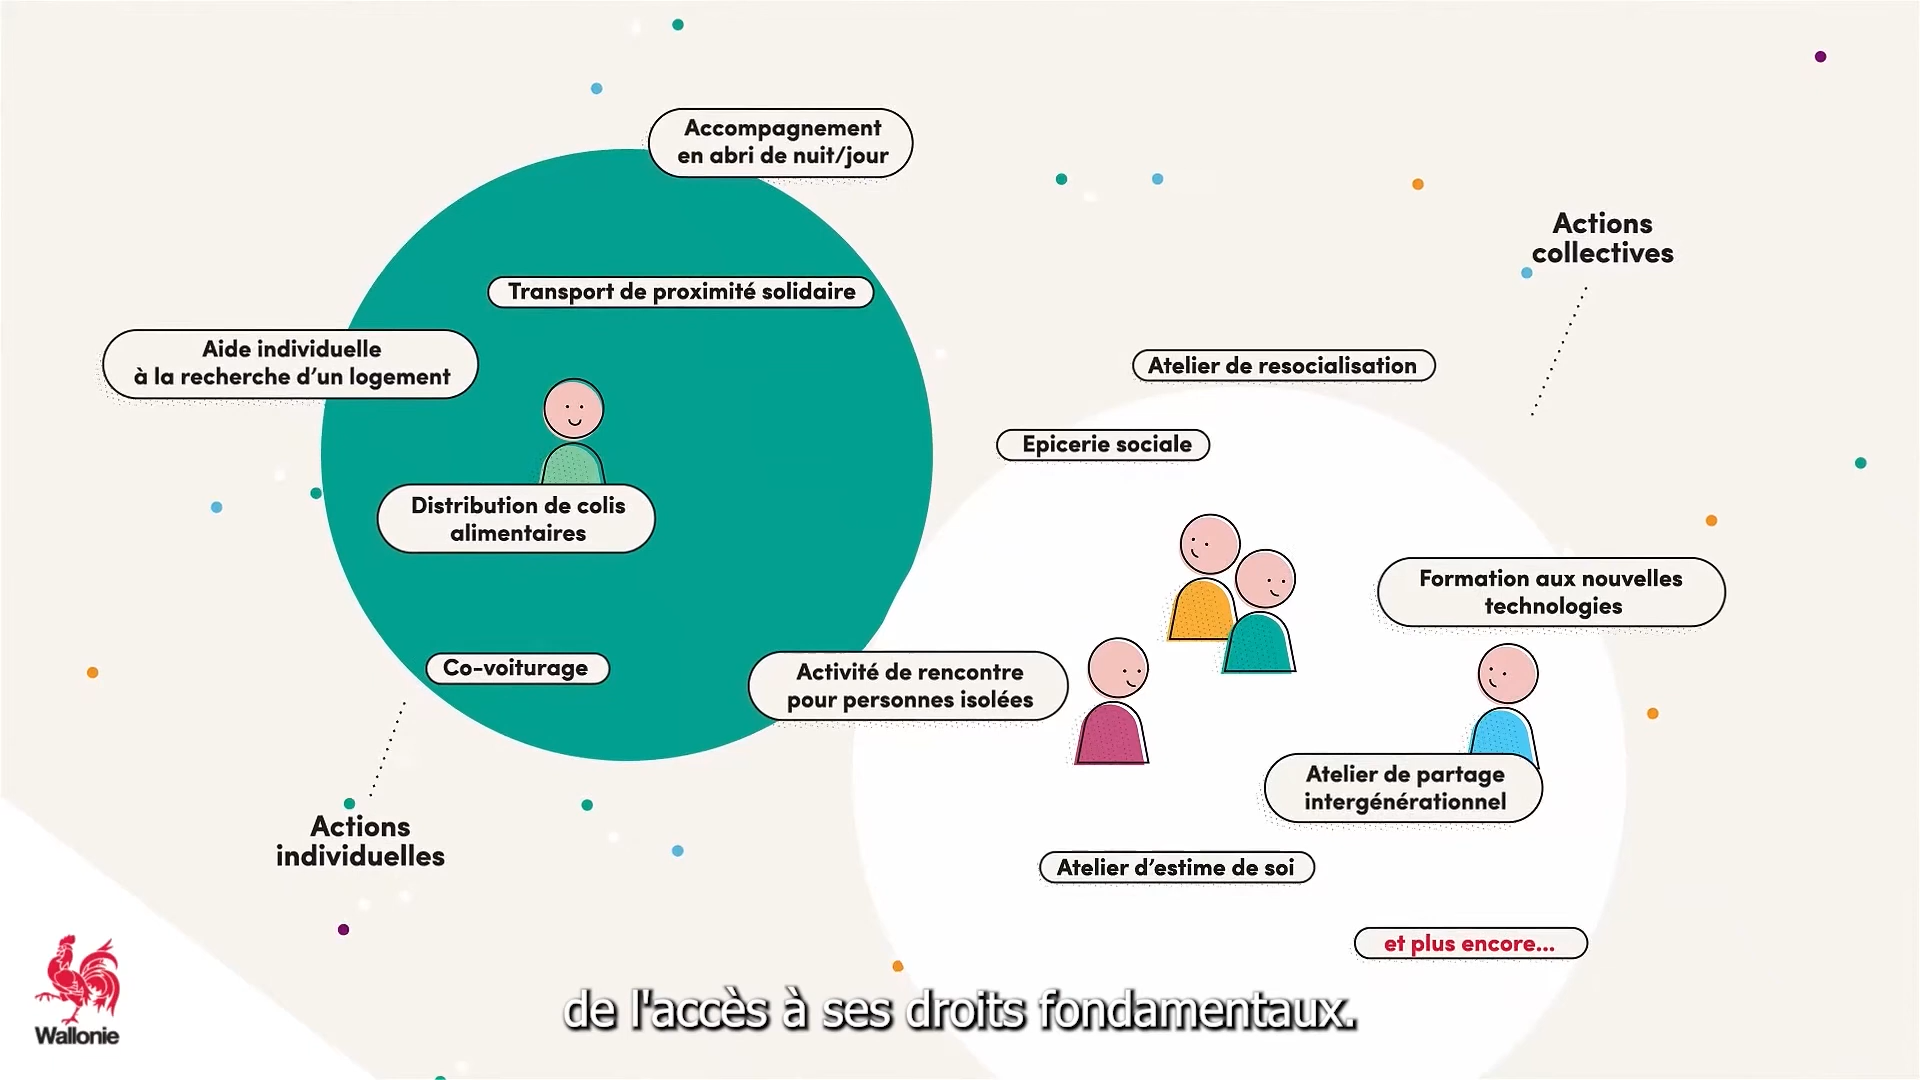 Accompagnement
en abri de nuit/jour
Actions
collectives
Transport de proximité solidaire
Aide individuelle
à la recherche d'un logement
Atelier de resocialisation
Epicerie sociale
Distribution de colis
alimentaires
Formation aux nouvelles
technologies
Co-voiturage
Activité de rencontre
pour personnes isolées
Atelier de partage
intergénérationnel
Actions
individuelles
Atelier d'estime de soi
et plus encore...
de l'accès à ses droits fondamentaux.
Wallonie